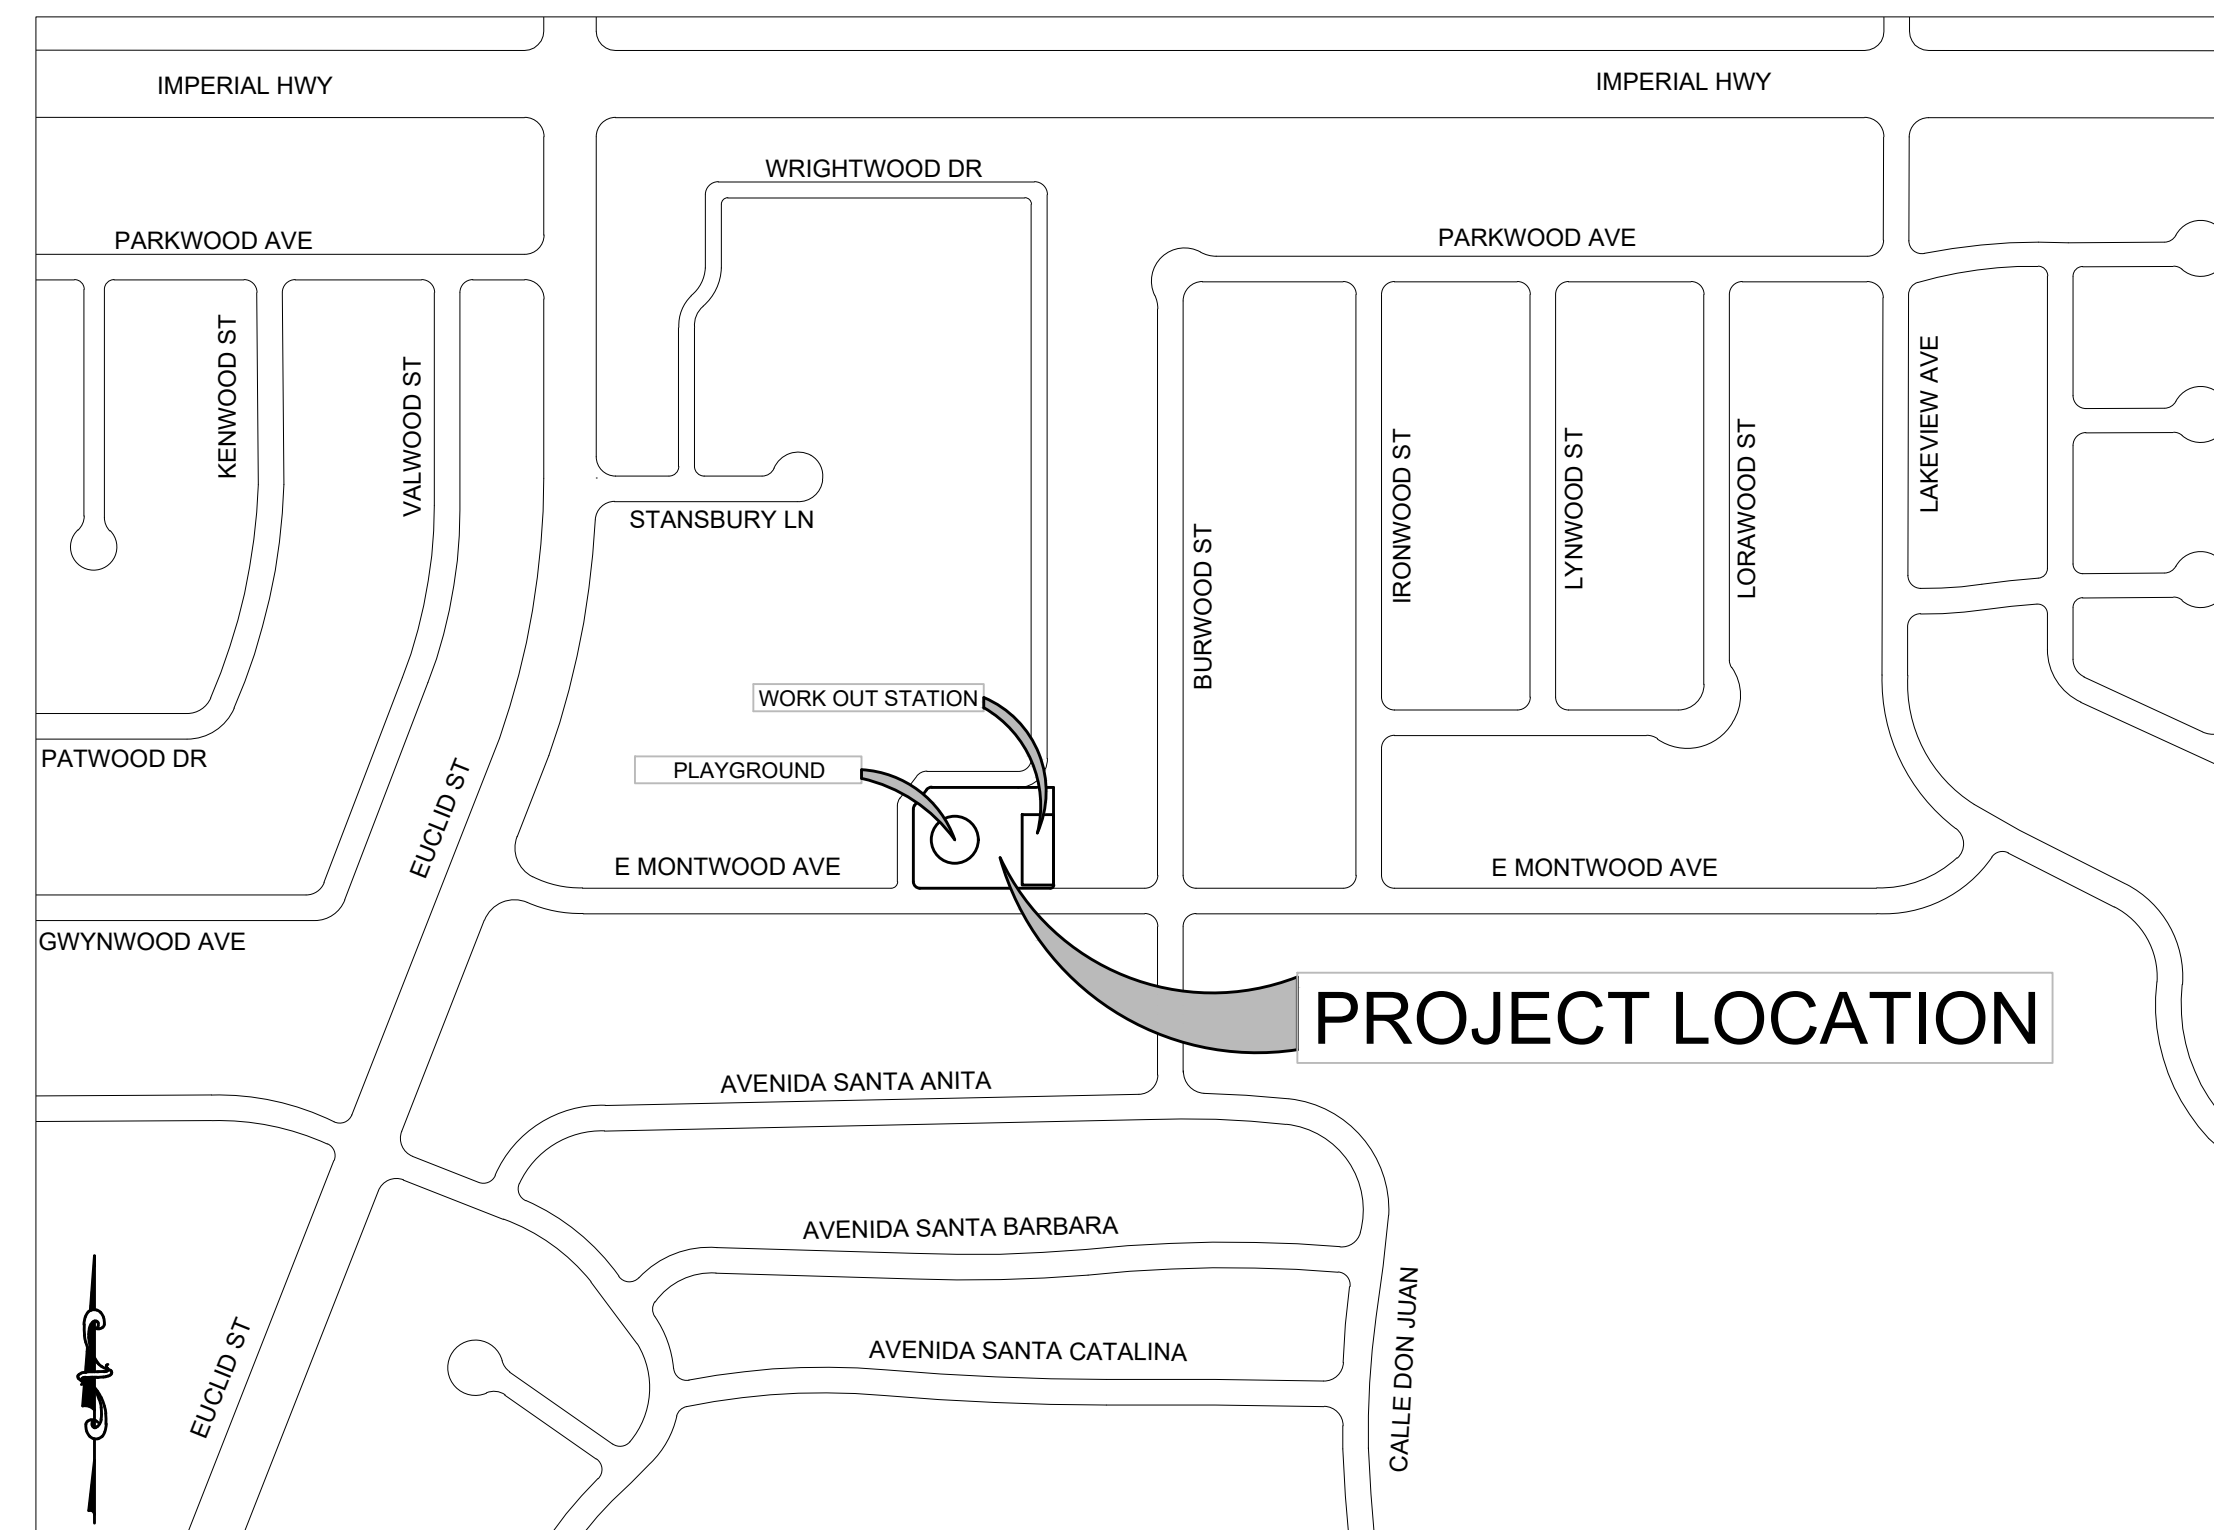 IMPERIAL HWY
IMPERIAL HWY
WRIGHTWOOD DR
PARKWOOD AVE
PARKWOOD AVE
KENWOOD ST
VALWOOD ST
STANSBURY LN
BURWOOD ST
IRONWOOD ST
LYNWOOD ST
LORAWOOD ST
LAKEVIEW AVE
WORK OUT STATION
PATWOOD DR
PLAYGROUND
EUCLID ST
E MONTWOOD AVE
E MONTWOOD AVE
GWYNWOOD AVE
PROJECT LOCATION
AVENIDA SANTA ANITA
AVENIDA SANTA BARBARA
AVENIDA SANTA CATALINA
EUCLID ST
CALLE DON JUAN